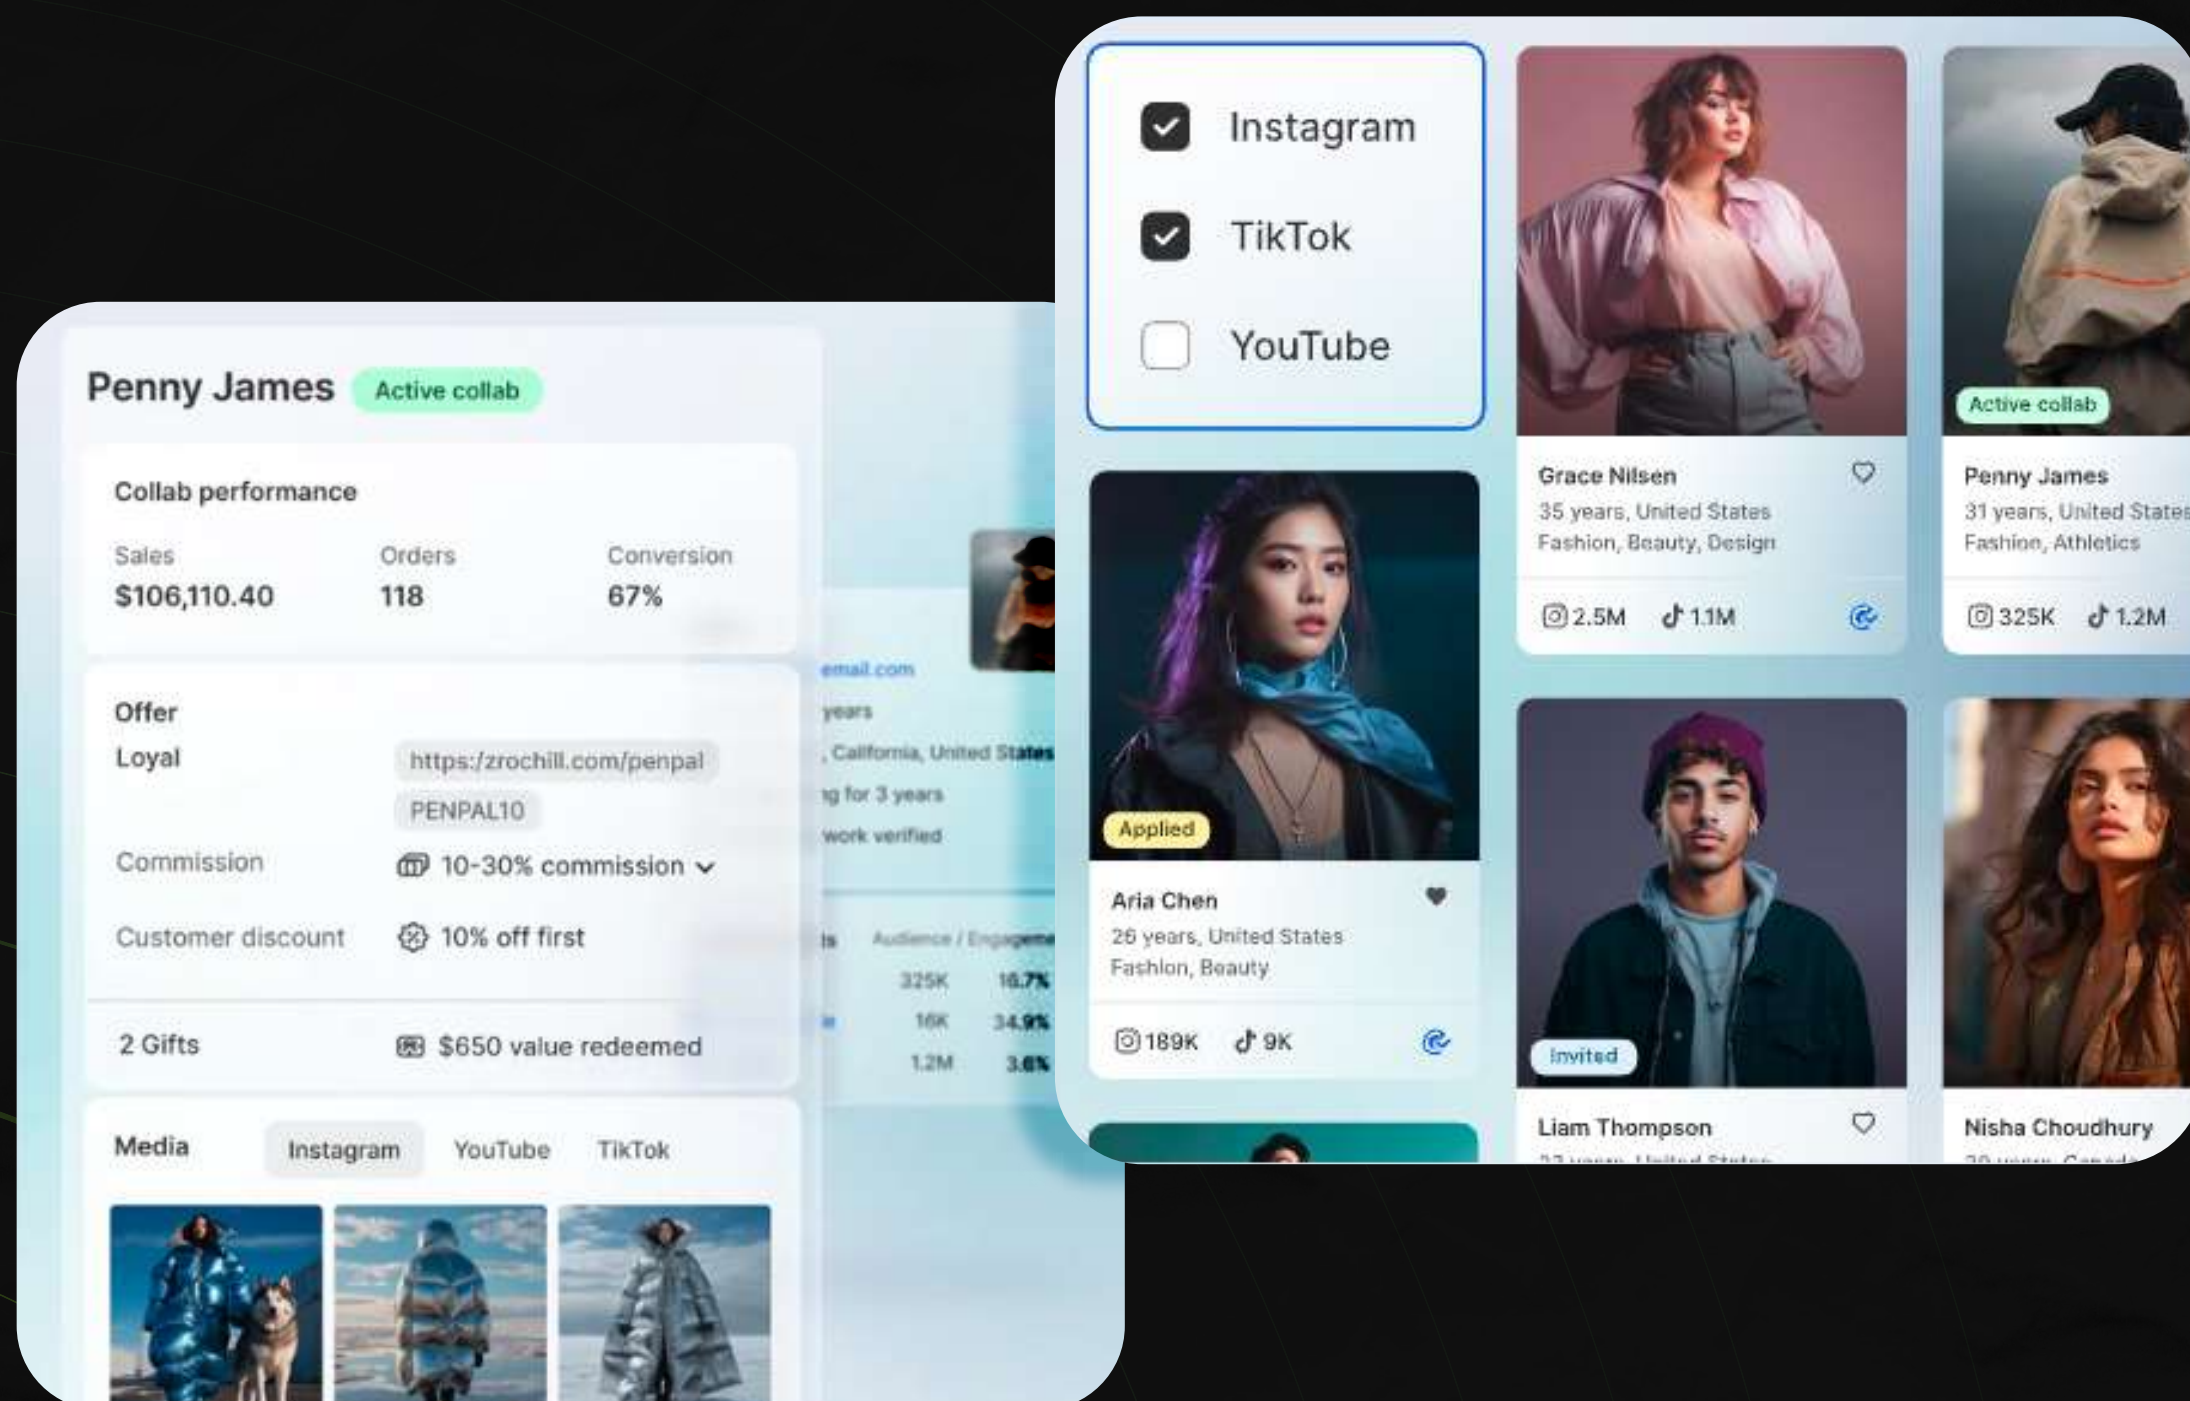 Penny James Active collab
Collab performance
Sales Orders Conversion
$106,110.40 118 67%
Offer
Loyal https:/zrochill.com/penpal
PENPAL10
Commission 10-30% commission
Customer discount 10% off first
2 Gifts $650 value redeemed
Media Instagram YouTube TikTok
email.com
years
, California, United States
ng for 3 years
work verified
ls Audience / Engageme
325K 16.7%
16K 34.9%
1.2M 3.6%
Instagram
TikTok
YouTube
Applied
Aria Chen
26 years, United States
Fashion, Beauty
189K 9K
Grace Nilsen
35 years, United States
Fashion, Beauty, Design
2.5M 1.1M
Active collab
Penny James
31 years, United States
Fashion, Athletics
325K 1.2M
Invited
Liam Thompson
Nisha Choudhury